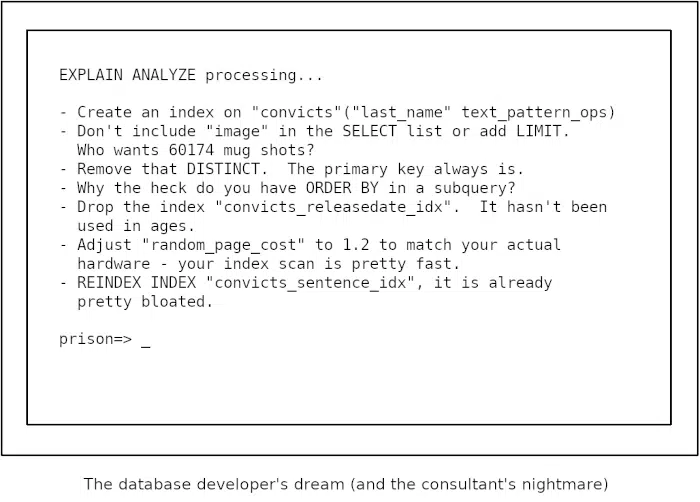 EXPLAIN ANALYZE processing...
- Create an index on "convicts"("last_name" text_pattern_ops)
- Don't include "image" in the SELECT list or add LIMIT.
Who wants 60174 mug shots?
- Remove that DISTINCT.  The primary key always is.
- Why the heck do you have ORDER BY in a subquery?
- Drop the index "convicts_releasedate_idx".  It hasn't been
used in ages.
- Adjust "random_page_cost" to 1.2 to match your actual
hardware - your index scan is pretty fast.
- REINDEX INDEX "convicts_sentence_idx", it is already
pretty bloated.
prison=> _
The database developer's dream (and the consultant's nightmare)